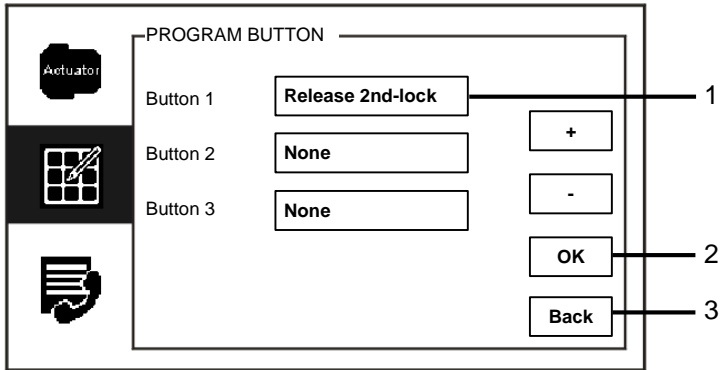 PROGRAM BUTTON
Actuator
Button 1 Release 2nd-lock 1
+
Button 2 None
-
Button 3 None
OK 2
Back 3